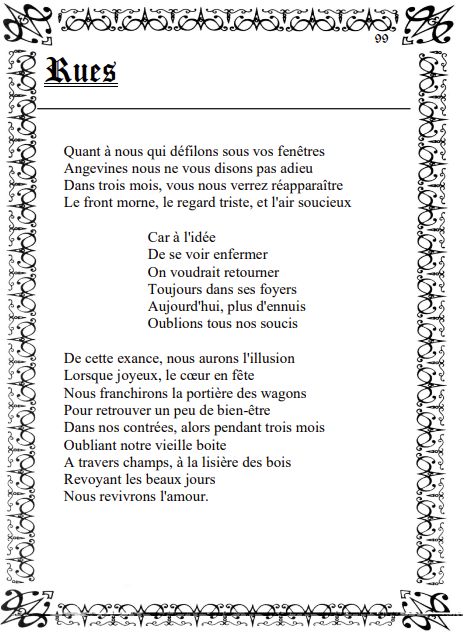 99
Rues
Quant à nous qui défilons sous vos fenêtres
Angevines nous ne vous disons pas adieu
Dans trois mois, vous nous verrez réapparaître
Le front morne, le regard triste, et l'air soucieux
Car à l'idée
De se voir enfermer
On voudrait retourner
Toujours dans ses foyers
Aujourd'hui, plus d'ennuis
Oublions tous nos soucis
De cette exance, nous aurons l'illusion
Lorsque joyeux, le cœur en fête
Nous franchirons la portière des wagons
Pour retrouver un peu de bien-être
Dans nos contrées, alors pendant trois mois
Oubliant notre vieille boite
A travers champs, à la lisière des bois
Revoyant les beaux jours
Nous revivrons l'amour.